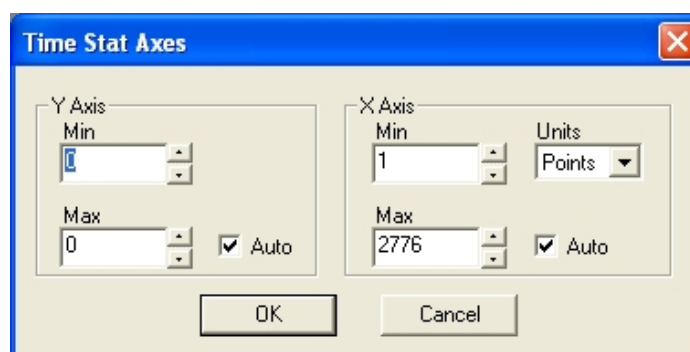 Time Stat Axes
Y Axis
Min
0
Max
0
Auto
X Axis
Min
1
Units
Points
Max
2776
Auto
OK
Cancel